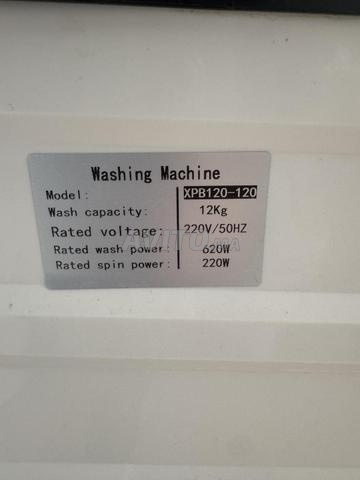 Washing Machine
Model: XPB120-120
Wash capacity: 12Kg
Rated voltage: 220V/50HZ
Rated wash power: 620W
Rated spin power: 220W